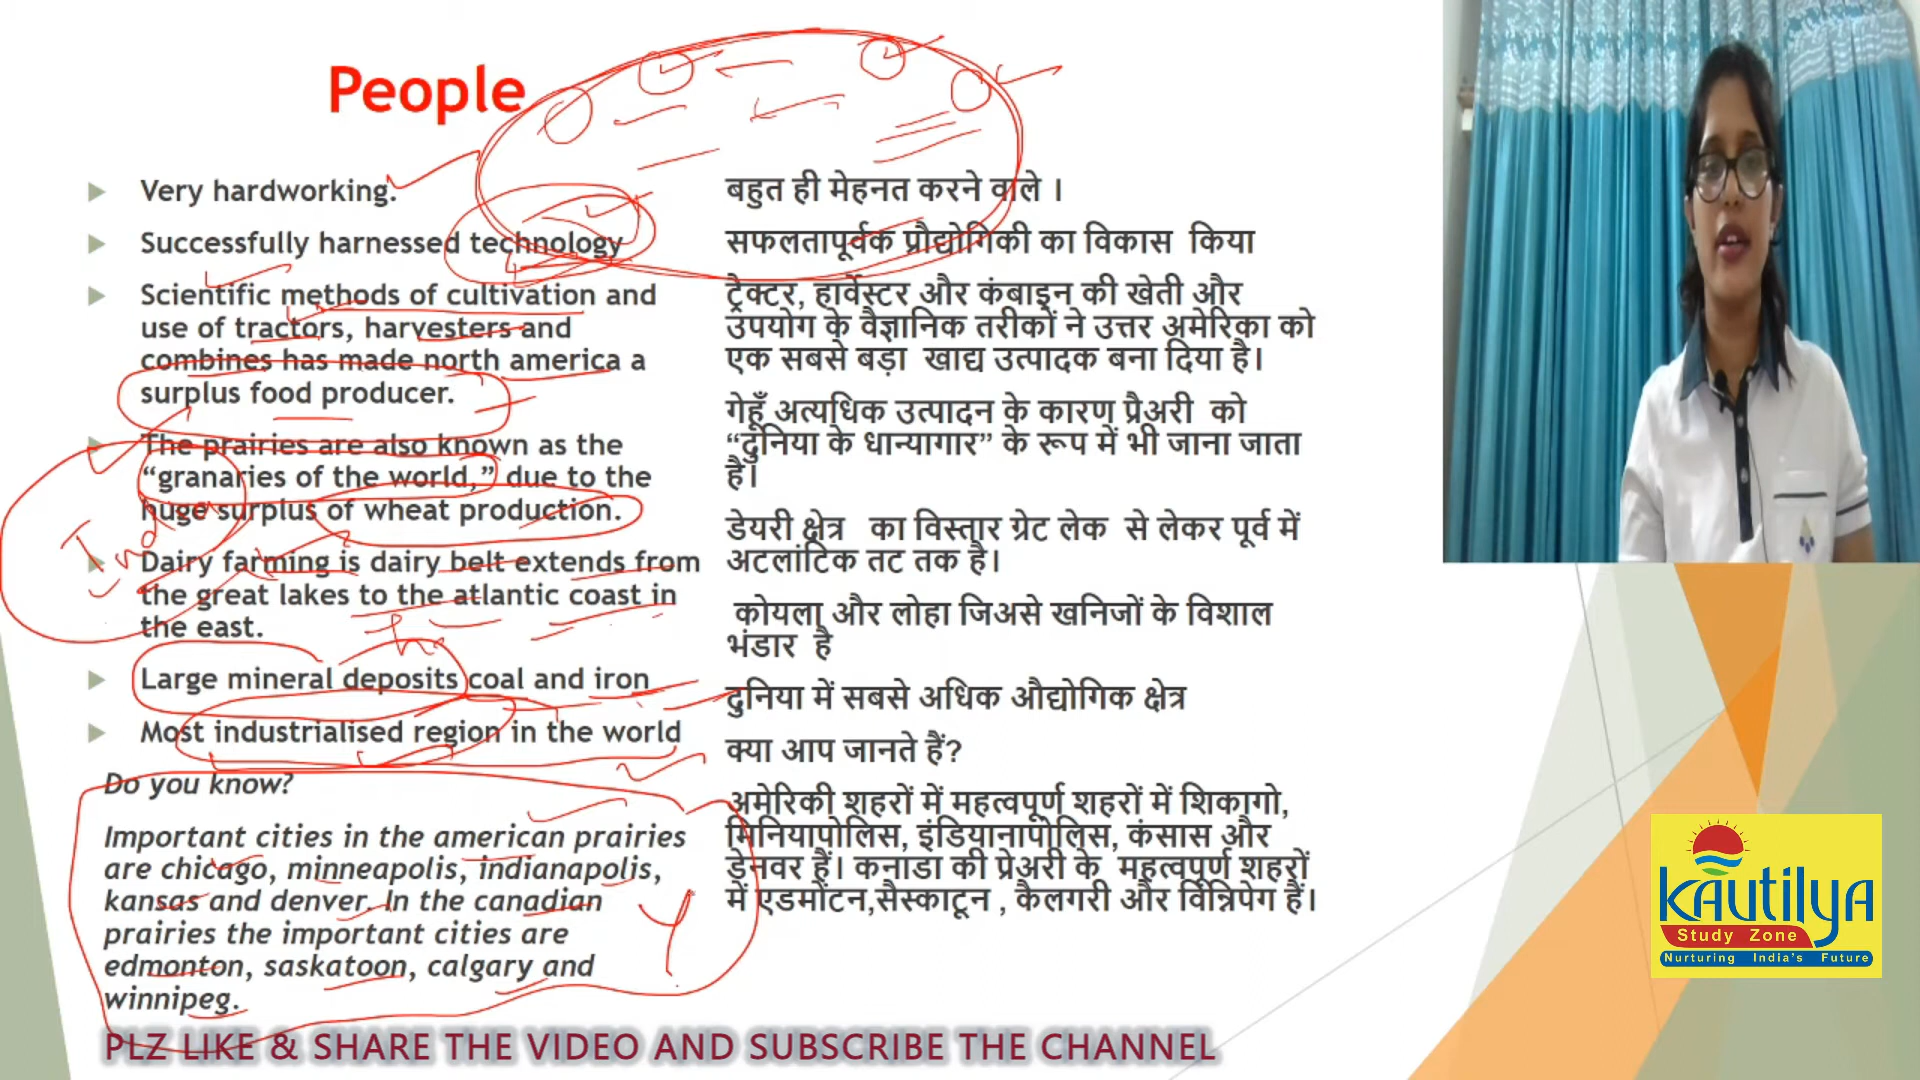 People
Very hardworking.
Successfully harnessed technology
Scientific methods of cultivation and
use of tractors, harvesters and
combines has made north america a
surplus food producer.
The prairies are also known as the
“granaries of the world,” due to the
huge surplus of wheat production.
Dairy farming is dairy belt extends from
the great lakes to the atlantic coast in
the east.
Large mineral deposits coal and iron
Most industrialised region in the world
Do you know?
Important cities in the american prairies
are chicago, minneapolis, indianapolis,
kansas and denver. In the canadian
prairies the important cities are
edmonton, saskatoon, calgary and
winnipeg.
India
बहुत ही मेहनत करने वाले ।
सफलतापूर्वक प्रौद्योगिकी का विकास किया
ट्रैक्टर, हार्वेस्टर और कंबाइन की खेती और
उपयोग के वैज्ञानिक तरीकों ने उत्तर अमेरिका को
एक सबसे बड़ा खाद्य उत्पादक बना दिया है।
गेहूँ अत्यधिक उत्पादन के कारण प्रैअरी को
“दुनिया के धान्यागार” के रूप में भी जाना जाता
है।
डेयरी क्षेत्र का विस्तार ग्रेट लेक से लेकर पूर्व में
अटलांटिक तट तक है।
कोयला और लोहा जिअसे खनिजों के विशाल
भंडार है
दुनिया में सबसे अधिक औद्योगिक क्षेत्र
क्या आप जानते हैं?
अमेरिकी शहरों में महत्वपूर्ण शहरों में शिकागो,
मिनियापोलिस, इंडियानापोलिस, कंसास और
डेनवर हैं। कनाडा की प्रेअरी के महत्वपूर्ण शहरों
में एडमोंटन,सैस्काटून , कैलगरी और विन्निपेग हैं।
Kautilya
Study Zone
Nurturing India's Future
PLZ LIKE & SHARE THE VIDEO AND SUBSCRIBE THE CHANNEL